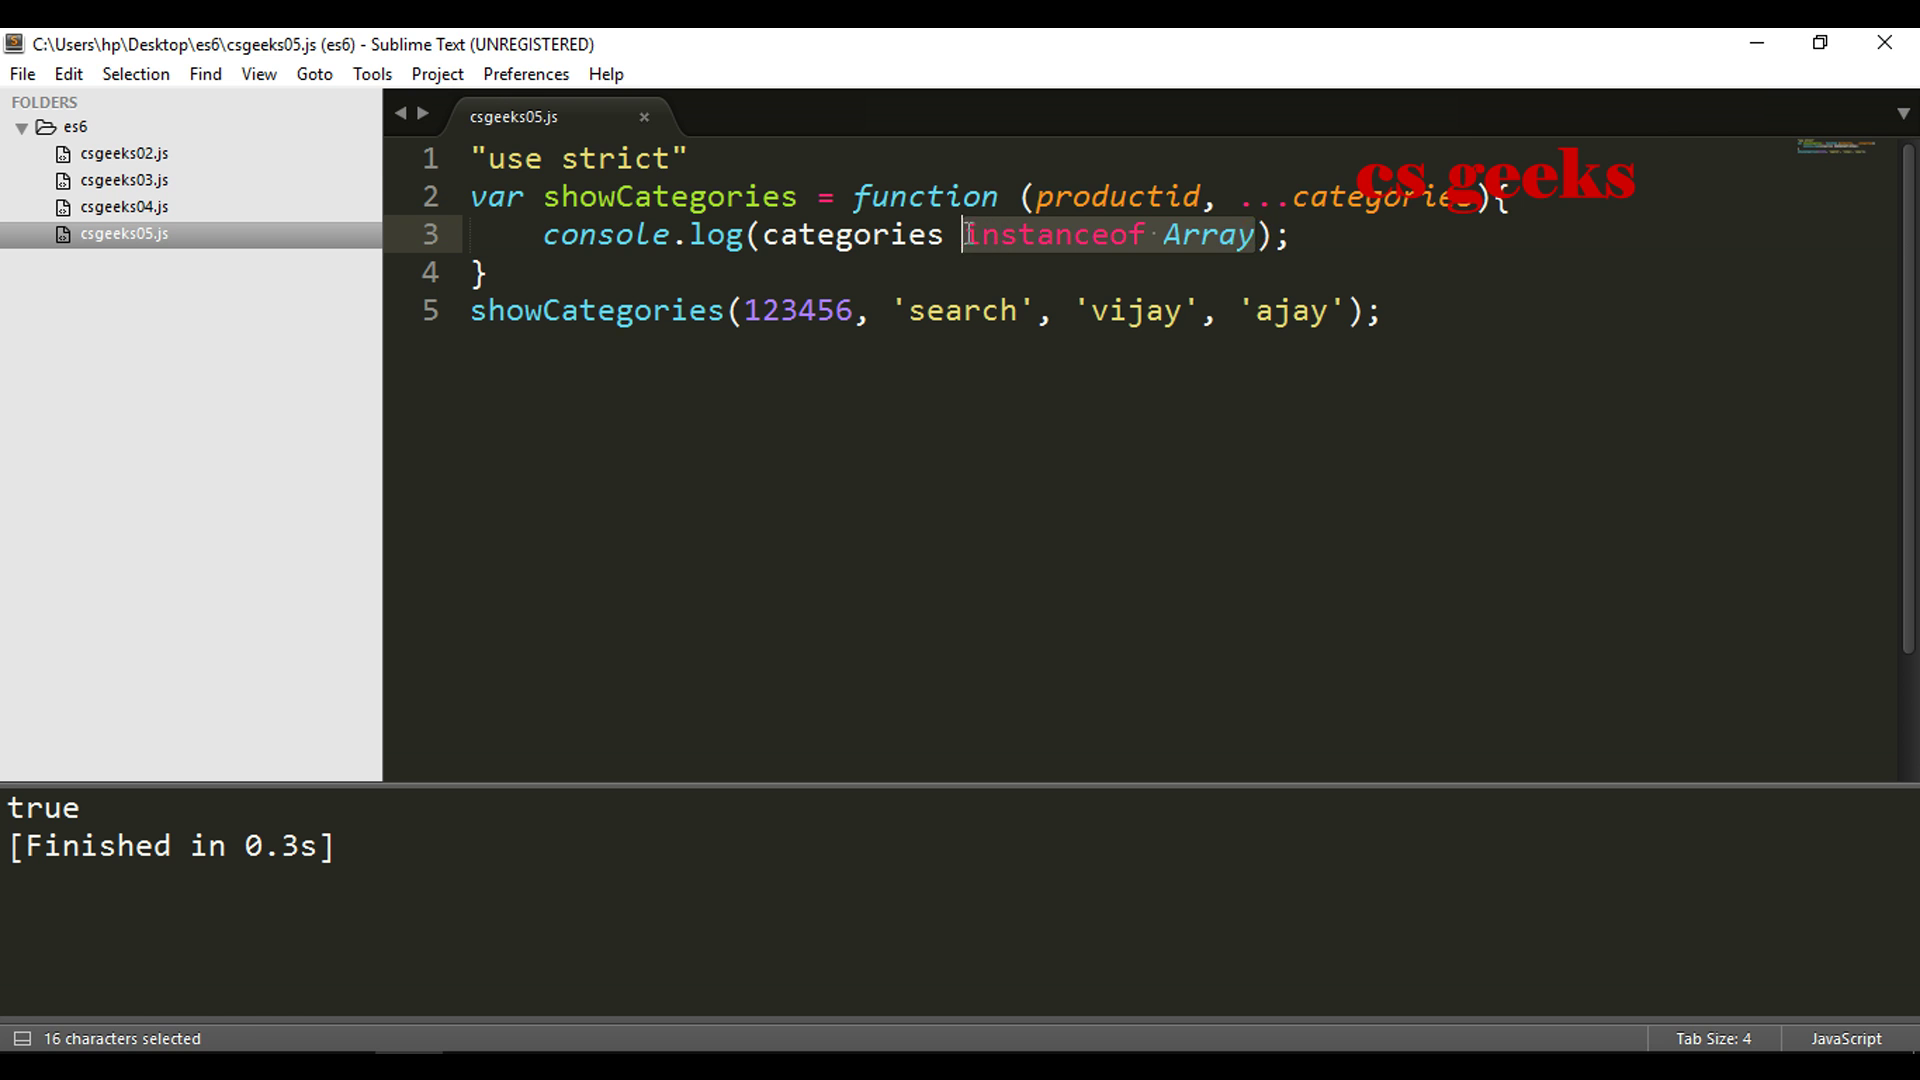 C:\Users\hp\Desktop\es6\csgeeks05.js (es6) - Sublime Text (UNREGISTERED)
File Edit Selection Find View Goto Tools Project Preferences Help
FOLDERS
es6
csgeeks02.js
csgeeks03.js
csgeeks04.js
csgeeks05.js
csgeeks05.js
cs geeks
1 "use strict"
2 var showCategories = function (productid, ...categories){
3 console.log(categories instanceof Array);
4 }
5 showCategories(123456, 'search', 'vijay', 'ajay');
true
[Finished in 0.3s]
16 characters selected
Tab Size: 4
JavaScript